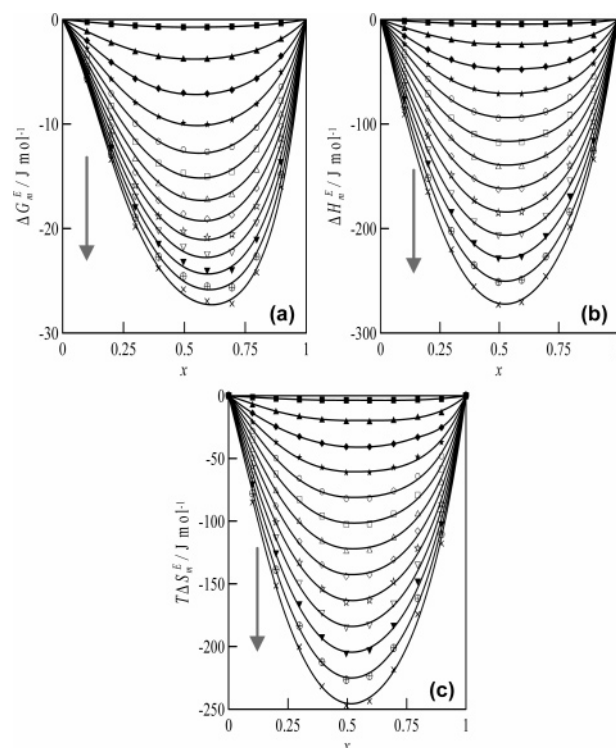 0
-10
-20
-30
ΔG_m^E / J mol⁻¹
(a)
0 0.25 0.5 0.75 1
x
0
-100
-200
-300
ΔH_m^E / J mol⁻¹
(b)
0 0.25 0.5 0.75 1
x
0
-50
-100
-150
-200
-250
TΔS_m^E / J mol⁻¹
(c)
0 0.25 0.5 0.75 1
x